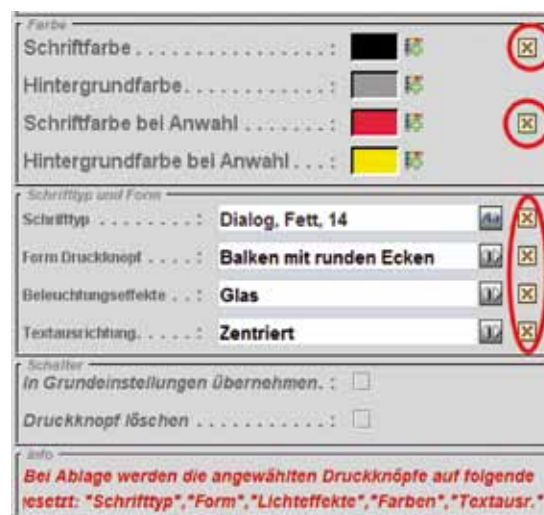 Farbe
Schriftfarbe . . . . . . . . . . . . . . . . :
Hintergrundfarbe. . . . . . . . . . . . :
Schriftfarbe bei Anwahl . . . . . . . :
Hintergrundfarbe bei Anwahl . . . :
Schrifttyp und Form
Schrifttyp . . . . . . . . : Dialog, Fett, 14 Aa
Form Druckknopf . . . . : Balken mit runden Ecken
Beleuchtungseffekte . . : Glas
Textausrichtung. . . . . : Zentriert
Schalter
In Grundeinstellungen übernehmen. :
Druckknopf löschen . . . . . . . . . . . :
Info
Bei Ablage werden die angewählten Druckknöpfe auf folgende
esetzt: "Schrifttyp","Form","Lichteffekte","Farben","Textausr."